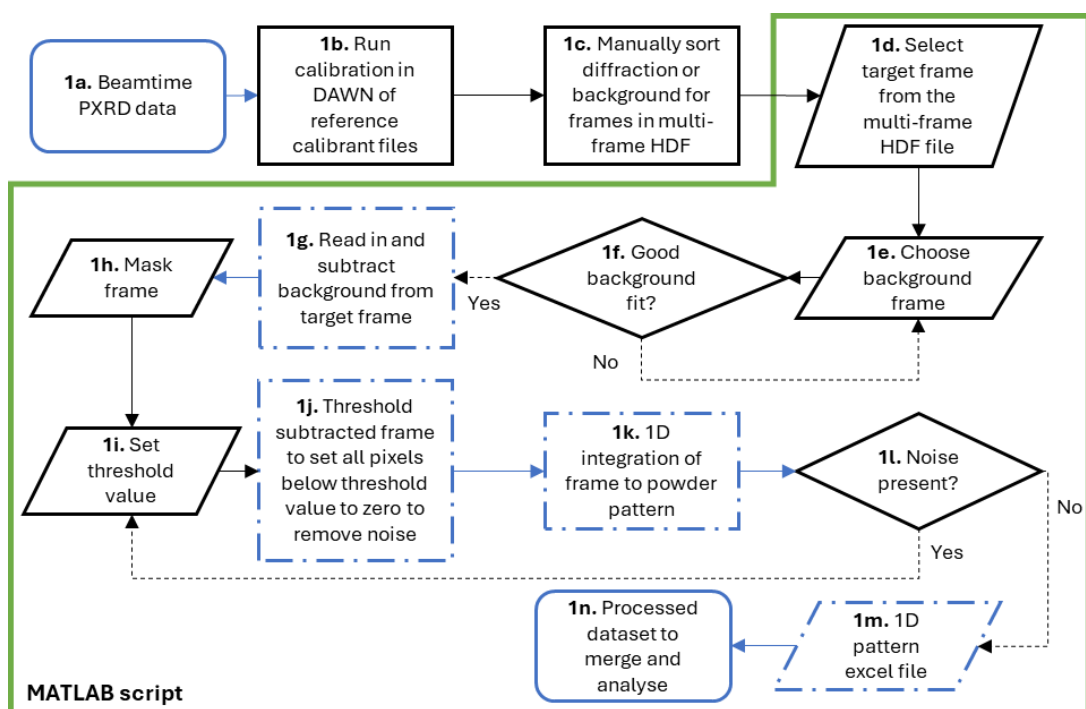 1a. Beamtime
PXRD data
1b. Run
calibration in
DAWN of
reference
calibrant files
1c. Manually sort
diffraction or
background for
frames in multi-
frame HDF
1d. Select
target frame
from the
multi-frame
HDF file
1e. Choose
background
frame
1f. Good
background
fit?
Yes
No
1g. Read in and
subtract
background from
target frame
1h. Mask
frame
1i. Set
threshold
value
1j. Threshold
subtracted frame
to set all pixels
below threshold
value to zero to
remove noise
1k. 1D
integration of
frame to powder
pattern
1l. Noise
present?
No
Yes
1m. 1D
pattern
excel file
1n. Processed
dataset to
merge and
analyse
MATLAB script